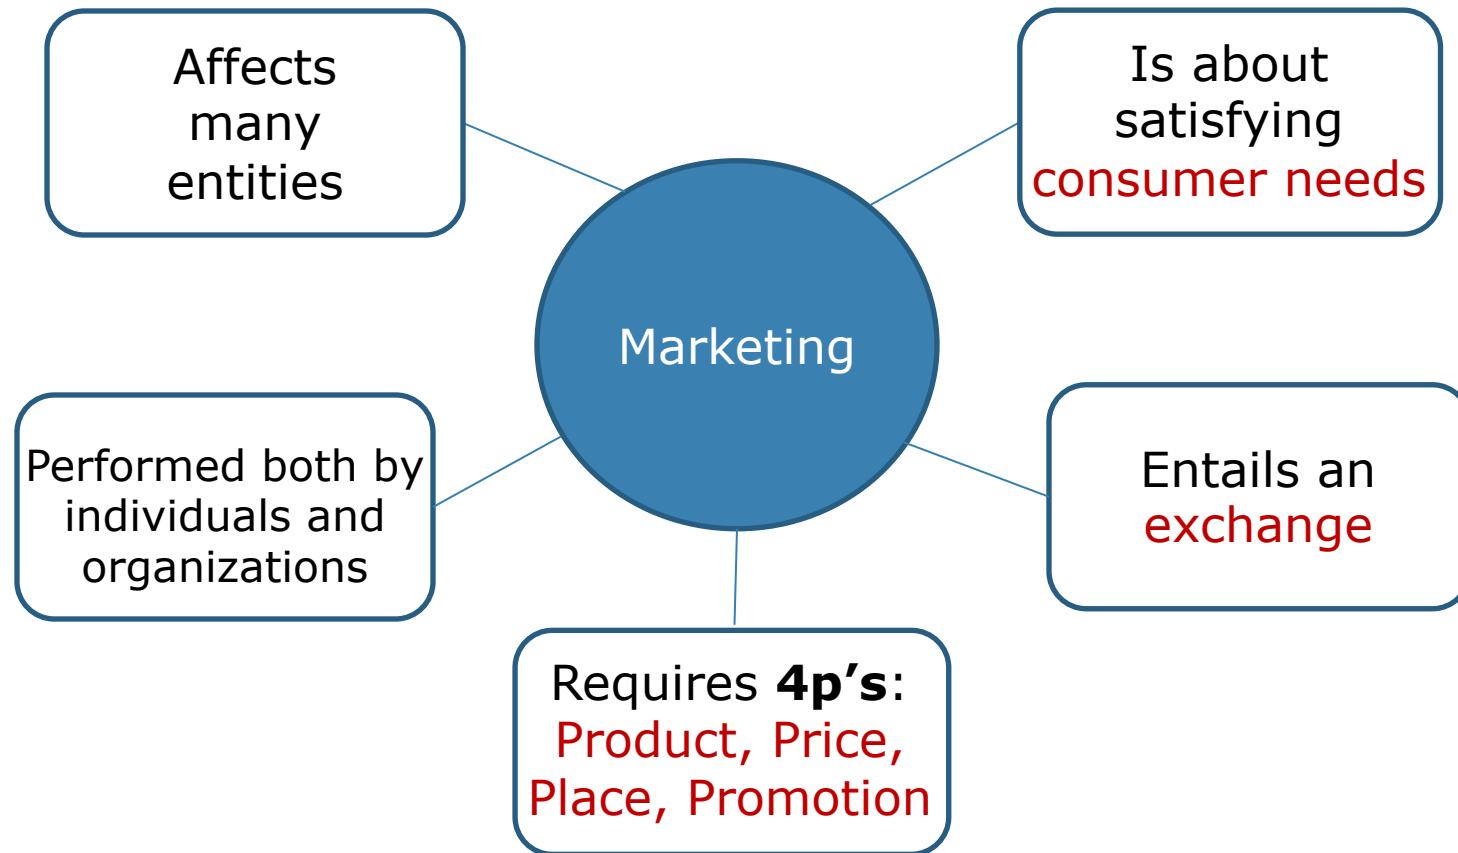 Affects
many
entities
Is about
satisfying
consumer needs
Marketing
Performed both by
individuals and
organizations
Entails an
exchange
Requires 4p’s:
Product, Price,
Place, Promotion